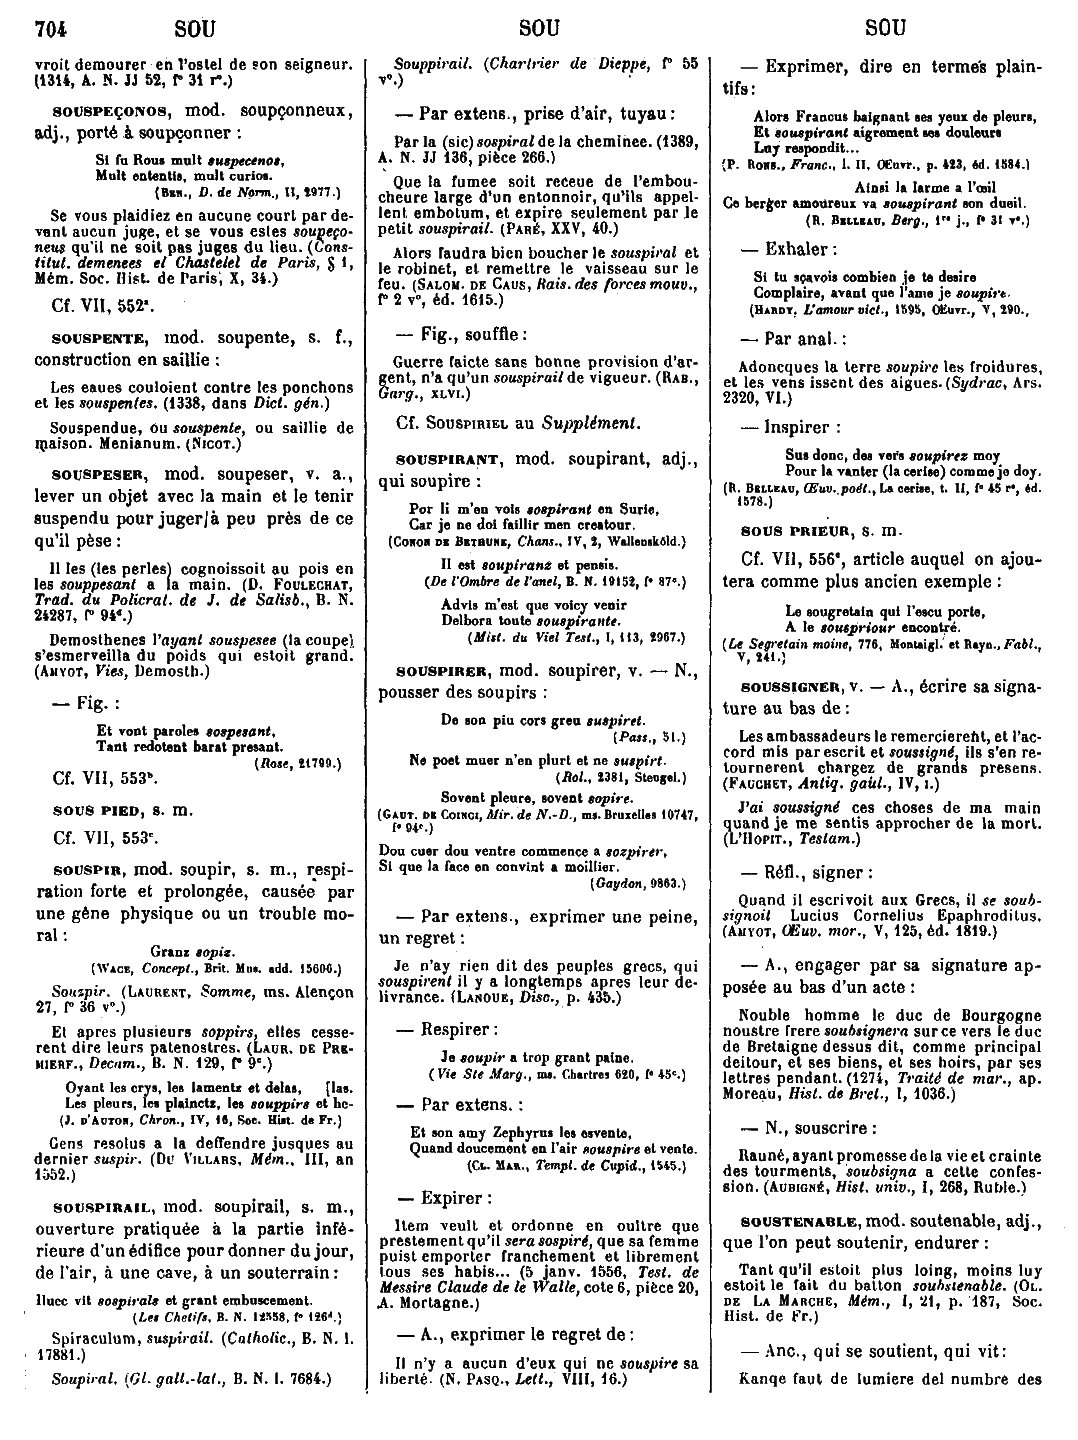 704 SOU SOU SOU
vroit demourer en l'ostel de son seigneur.
(1314, A. N. JJ 52, f° 31 r°.)
SOUSPEÇONOS, mod. soupçonneux,
adj., porté à soupçonner :
Si fu Rous mult suspecenos,
Mult ententis, mult curios.
(BEN., D. de Norm., II, 2977.)
Se vous plaidiez en aucune court par de-
vant aucun juge, et se vous estes soupeço-
neus qu'il ne soit pas juges du lieu. (Cons-
titut. demenees el Chastelet de Paris, § 1,
Mém. Soc. Hist. de Paris, X, 34.)
Cf. VII, 552ª.
SOUSPENTE, mod. soupente, s. f.,
construction en saillie :
Les eaues couloient contre les ponchons
et les souspentes. (1338, dans Dict. gén.)
Souspendue, ou souspente, ou saillie de
maison. Menianum. (NICOT.)
SOUSPESER, mod. soupeser, v. a.,
lever un objet avec la main et le tenir
suspendu pour juger à peu près de ce
qu'il pèse :
Il les (les perles) cognoissoit au pois en
les souppesant a la main. (D. FOULECHAT,
Trad. du Policrat. de J. de Salisb., B. N.
24287, f° 94ᵈ.)
Demosthenes l'ayant souspesee (la coupe)
s'esmerveilla du poids qui estoit grand.
(AMYOT, Vies, Demosth.)
— Fig. :
Et vont paroles sospesant,
Tant redotent barat presant.
(Rose, 21799.)
Cf. VII, 553ᵇ.
SOUS PIED, s. m.
Cf. VII, 553ᶜ.
SOUSPIR, mod. soupir, s. m., respi-
ration forte et prolongée, causée par
une gêne physique ou un trouble mo-
ral :
Granz sopiz.
(WACE, Concept., Brit. Mus. add. 15606.)
Souzpir. (LAURENT, Somme, ms. Alençon
27, f° 36 v°.)
Et apres plusieurs soppirs, elles cesse-
rent dire leurs patenostres. (LAUR. DE PRE-
MIERF., Decam., B. N. 129, f° 9ᶜ.)
Oyant les crys, les lamentz et delas, [las.
Les pleurs, les plainctz, les souppirs et he-
(J. D'AUTON, Chron., IV, 16, Soc. Hist. de Fr.)
Gens resolus a la deffendre jusques au
dernier suspir. (DU VILLARS, Mém., III, an
1552.)
SOUSPIRAIL, mod. soupirail, s. m.,
ouverture pratiquée à la partie infé-
rieure d'un édifice pour donner du jour,
de l'air, à une cave, à un souterrain :
Iluec vit sospirals et grant embuscement.
(Les Chetifs, B. N. 12558, f° 126ᵈ.)
Spiraculum, suspirail. (Catholic., B. N. l.
17881.)
Soupiral. (Gl. gall.-lat., B. N. l. 7684.)
Souppirail. (Chartrier de Dieppe, f° 55
v°.)
— Par extens., prise d'air, tuyau :
Par la (sic) sospiral de la cheminee. (1389,
A. N. JJ 136, pièce 266.)
Que la fumee soit receue de l'embou-
cheure large d'un entonnoir, qu'ils appel-
lent embotum, et expire seulement par le
petit souspirail. (PARÉ, XXV, 40.)
Alors faudra bien boucher le souspiral et
le robinet, et remettre le vaisseau sur le
feu. (SALOM. DE CAUS, Rais. des forces mouv.,
f° 2 v°, éd. 1615.)
— Fig., souffle :
Guerre faicte sans bonne provision d'ar-
gent, n'a qu'un souspirail de vigueur. (RAB.,
Garg., XLVI.)
Cf. SOUSPIRIEL au Supplément.
SOUSPIRANT, mod. soupirant, adj.,
qui soupire :
Por li m'en vois sospirant en Surie,
Car je ne doi faillir men creatour.
(CONON DE BETHUNE, Chans., IV, 2, Wallensköld.)
Il est souspiranz et pensis.
(De l'Ombre de l'anel, B. N. 19152, f° 87ᶜ.)
Advis m'est que voicy venir
Delbora toute souspirante.
(Mist. du Viel Test., I, 113, 2967.)
SOUSPIRER, mod. soupirer, v. — N.,
pousser des soupirs :
De son piu cors greu suspiret.
(Pass., 51.)
Ne poet muer n'en plurt et ne suspirt.
(Rol., 2381, Stengel.)
Sovent pleure, sovent sopire.
(GAUT. DE COINCI, Mir. de N.-D., ms. Bruxelles 10747,
f° 94ᶜ.)
Dou cuer dou ventre commence a sozpirer,
Si que la face en convint a moillier.
(Gaydon, 9863.)
— Par extens., exprimer une peine,
un regret :
Je n'ay rien dit des peuples grecs, qui
souspirent il y a longtemps apres leur de-
livrance. (LANOUE, Disc., p. 435.)
— Respirer :
Je soupir a trop grant paine.
(Vie Ste Marg., ms. Chartres 620, f° 45ᶜ.)
— Par extens. :
Et son amy Zephyrus les esvente,
Quand doucement en l'air souspire et vente.
(CL. MAR., Templ. de Cupid., 1545.)
— Expirer :
Item veult et ordonne en oultre que
prestement qu'il sera sospiré, que sa femme
puist emporter franchement et librement
tous ses habis... (5 janv. 1556, Test. de
Messire Claude de le Walle, cote 6, pièce 20,
A. Mortagne.)
— A., exprimer le regret de :
Il n'y a aucun d'eux qui ne souspire sa
liberté. (N. PASQ., Lett., VIII, 16.)
— Exprimer, dire en termes plain-
tifs :
Alors Francus baignant ses yeux de pleurs,
Et souspirant aigrement ses douleurs
Luy respondit...
(P. RONS., Franc., l. II, Œuvr., p. 423, éd. 1584.)
Ainsi la larme a l'œil
Ce berger amoureux va souspirant son dueil.
(R. BELLEAU, Berg., 1ʳᵉ j., f° 31 v°.)
— Exhaler :
Si tu sçavois combien je te desire
Complaire, avant que l'ame je soupire.
(HARDY, L'amour vict., 1595, Œuvr., V, 290.,
— Par anal. :
Adoncques la terre soupire les froidures,
et les vens issent des aigues. (Sydrac, Ars.
2320, VI.)
— Inspirer :
Sus donc, des vers souspirez moy
Pour la vanter (la cerise) comme je doy.
(R. BELLEAU, Œuv. poét., La cerise, t. II, f° 45 r°, éd.
1578.)
SOUS PRIEUR, s. m.
Cf. VII, 556ª, article auquel on ajou-
tera comme plus ancien exemple :
Le sougretain qui l'escu porte,
A le souspriour encontré.
(Le Segretain moine, 776, Montaigl. et Rayn., Fabl.,
V, 241.)
SOUSSIGNER, v. — A., écrire sa signa-
ture au bas de :
Les ambassadeurs le remercierent, et l'ac-
cord mis par escrit et soussigné, ils s'en re-
tournerent chargez de grands presens.
(FAUCHET, Antiq. gaul., IV, I.)
J'ai soussigné ces choses de ma main
quand je me sentis approcher de la mort.
(L'HOPIT., Testam.)
— Réfl., signer :
Quand il escrivoit aux Grecs, il se soub-
signoit Lucius Cornelius Epaphroditus.
(AMYOT, Œuv. mor., V, 125, éd. 1819.)
— A., engager par sa signature ap-
posée au bas d'un acte :
Nouble homme le duc de Bourgogne
noustre frere soubsignera sur ce vers le duc
de Bretaigne dessus dit, comme principal
deitour, et ses biens, et ses hoirs, par ses
lettres pendant. (1274, Traité de mar., ap.
Moreau, Hist. de Bret., I, 1036.)
— N., souscrire :
Rauné, ayant promesse de la vie et crainte
des tourments, soubsigna a cette confes-
sion. (AUBIGNÉ, Hist. univ., I, 268, Ruble.)
SOUSTENABLE, mod. soutenable, adj.,
que l'on peut soutenir, endurer :
Tant qu'il estoit plus loing, moins luy
estoit le fait du batton souhstenable. (OL.
DE LA MARCHE, Mém., I, 21, p. 187, Soc.
Hist. de Fr.)
— Anc., qui se soutient, qui vit :
Kanqe faut de lumiere del numbre des